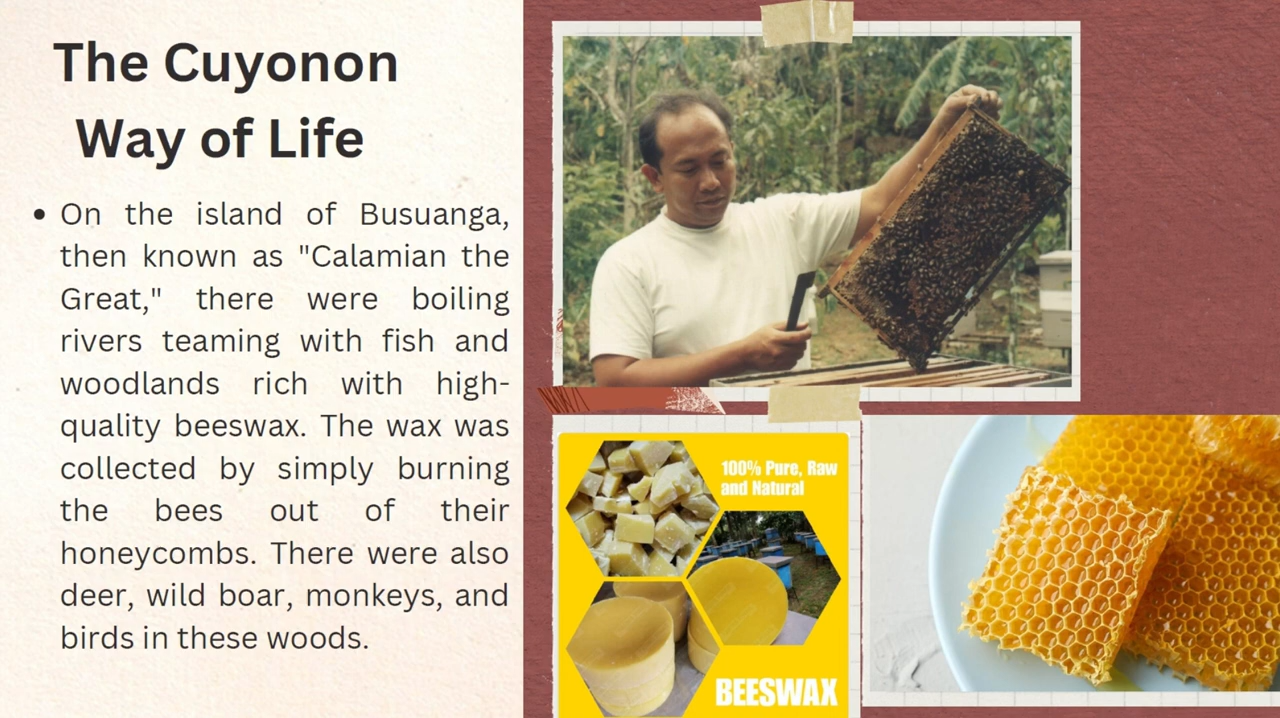 The Cuyonon
Way of Life
• On the island of Busuanga,
then known as "Calamian the
Great," there were boiling
rivers teaming with fish and
woodlands rich with high-
quality beeswax. The wax was
collected by simply burning
the bees out of their
honeycombs. There were also
deer, wild boar, monkeys, and
birds in these woods.
100% Pure, Raw
and Natural
BEESWAX